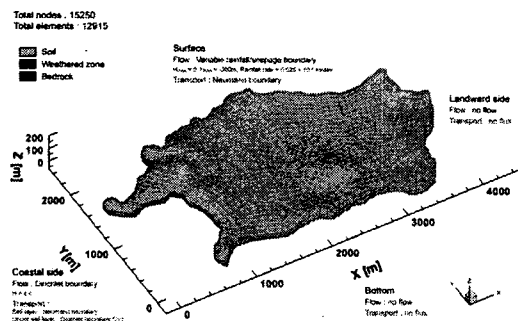 Total nodes : 15250
Total elements : 12915
Soil
Weathered zone
Bedrock
Surface
Flow : Variable rainfall/seepage boundary
Transport : Neumann boundary
Landward side
Flow : no flow
Transport : no flux
Z [m]
200
100
0
2000
1000
0
Y [m]
0
1000
2000
3000
4000
X [m]
Coastal side
Flow : Dirichlet boundary
Transport :
Bottom
Flow : no flow
Transport : no flux
Z
Y
X